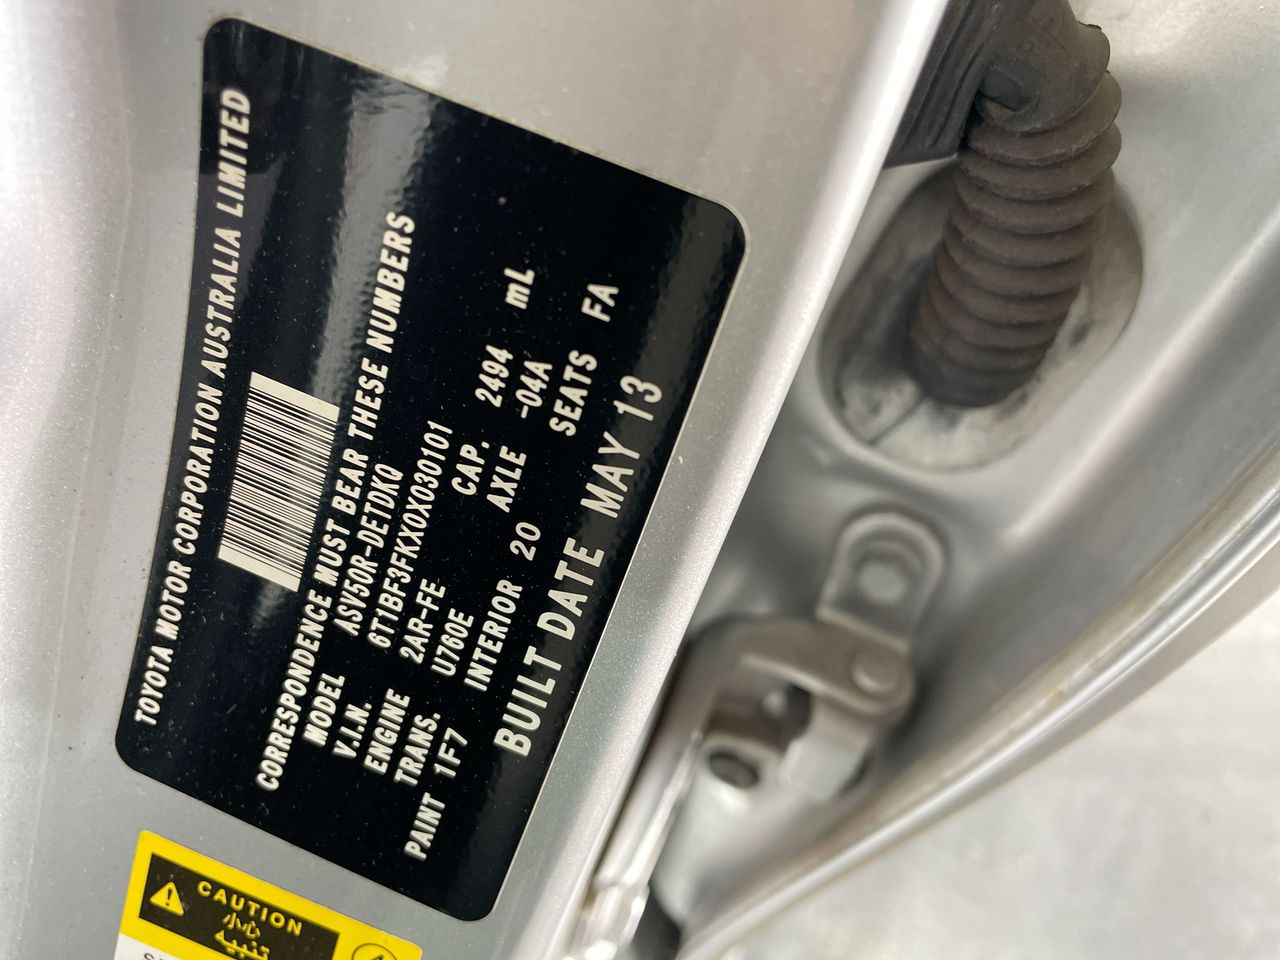 TOYOTA MOTOR CORPORATION AUSTRALIA LIMITED
CORRESPONDENCE MUST BEAR THESE NUMBERS
MODEL ASV50R-DETDKQ
V.I.N. 6T1BF3FKX0X030101
ENGINE 2AR-FE CAP. 2494 mL
TRANS. U760E AXLE -04A
PAINT 1F7 INTERIOR 20 SEATS FA
BUILT DATE MAY 13
CAUTION
تنبيه